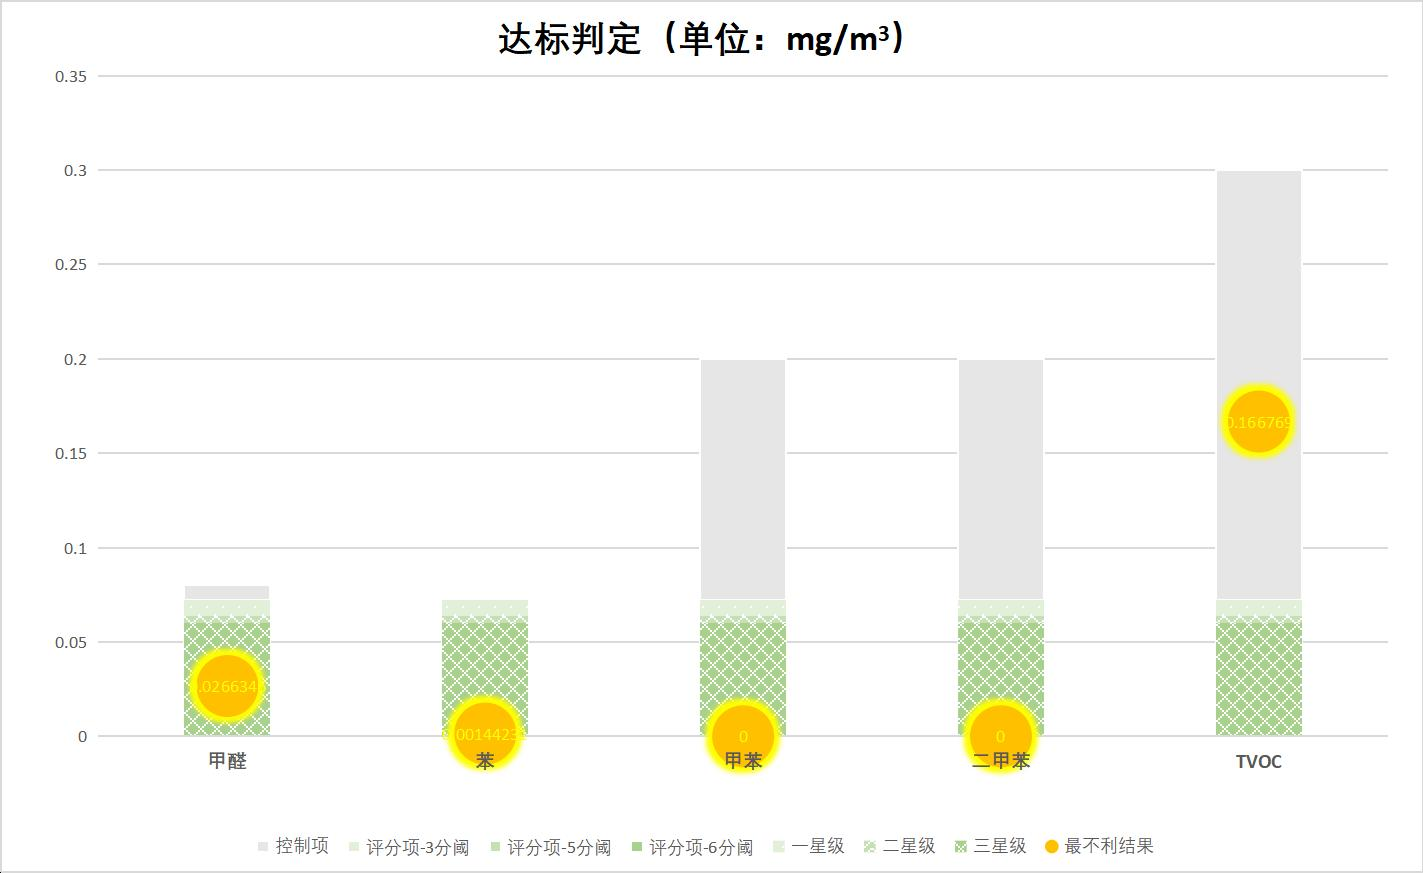 达标判定（单位：mg/m³）
0.35
0.3
0.25
0.2
0.15
0.1
0.05
0
0.166769
.026634
.0014423
0
0
甲醛
苯
甲苯
二甲苯
TVOC
控制项
评分项-3分阈
评分项-5分阈
评分项-6分阈
一星级
二星级
三星级
最不利结果